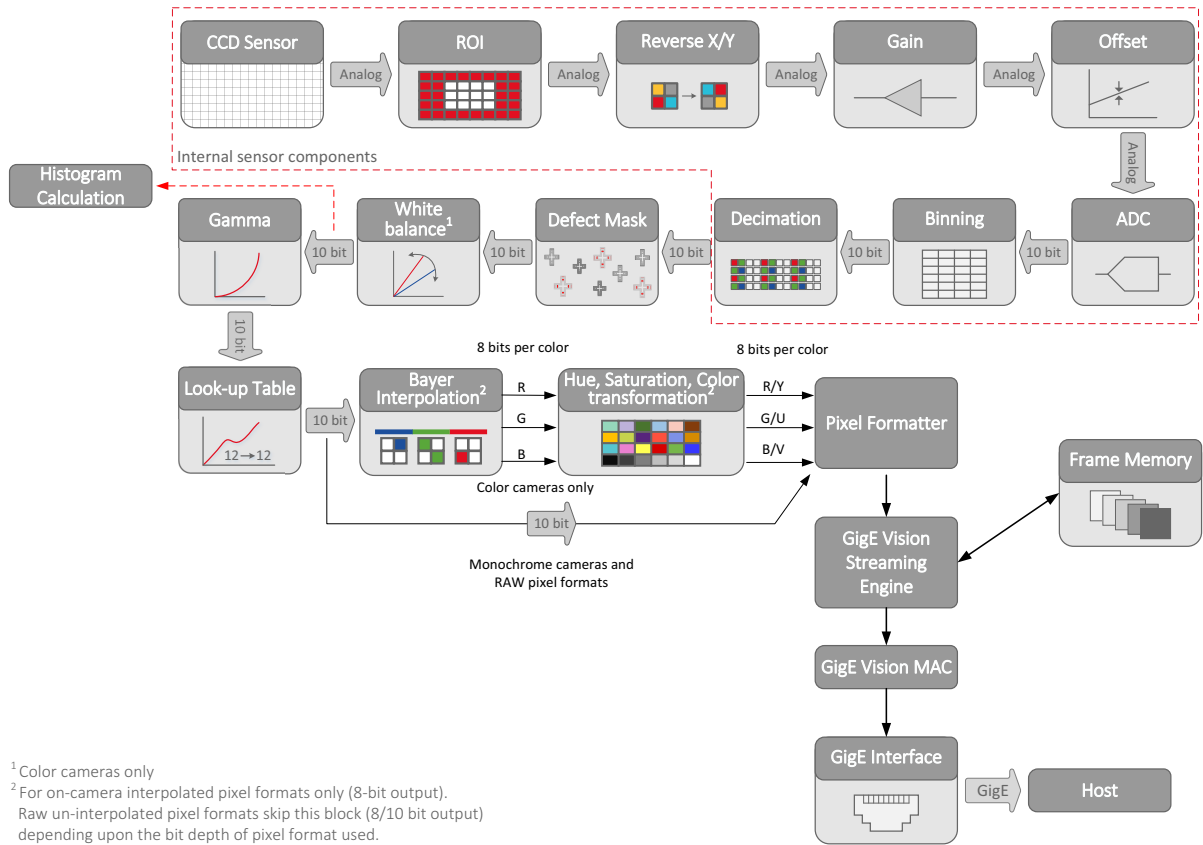 CCD Sensor
Analog
ROI
Analog
Reverse X/Y
Analog
Gain
Analog
Offset
Internal sensor components
Analog
Histogram
Calculation
Gamma
10 bit
White
balance¹
10 bit
Defect Mask
10 bit
Decimation
10 bit
Binning
10 bit
ADC
10 bit
8 bits per color
8 bits per color
Look-up Table
12→12
10 bit
Bayer
Interpolation²
R
G
B
Hue, Saturation, Color
transformation²
R/Y
G/U
B/V
Pixel Formatter
Color cameras only
10 bit
Monochrome cameras and
RAW pixel formats
Frame Memory
GigE Vision
Streaming
Engine
GigE Vision MAC
GigE Interface
GigE
Host
¹ Color cameras only
² For on-camera interpolated pixel formats only (8-bit output).
Raw un-interpolated pixel formats skip this block (8/10 bit output)
depending upon the bit depth of pixel format used.